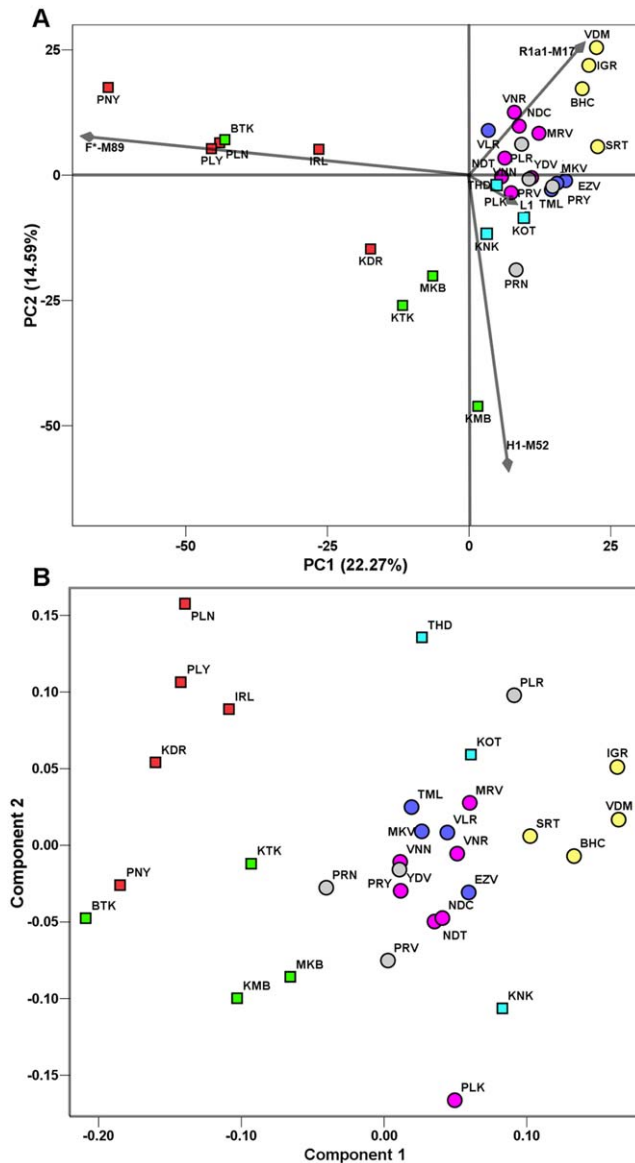 A
VDM
R1a1-M17
IGR
BHC
25
PNY
VNR
NDC
MRV
BTK
F*-M89
PLY
PLN
IRL
VLR
SRT
NDT
PLR
YDV
MKV
VNN
0
THD
PLK
PRV
EZV
L1
TML
PRY
KOT
KNK
KDR
MKB
PRN
-25
KTK
KMB
H1-M52
-50
PC2 (14.59%)
-50
-25
0
25
PC1 (22.27%)
B
0.15
PLN
THD
PLY
0.10
IRL
PLR
KDR
KOT
0.05
IGR
MRV
TML
VDM
MKV
VLR
SRT
0.00
VNN
VNR
BHC
KTK
PNY
PRN
PRY
YDV
EZV
BTK
NDC
-0.05
NDT
MKB
PRV
KMB
-0.10
KNK
-0.15
PLK
Component 2
-0.20
-0.10
0.00
0.10
Component 1